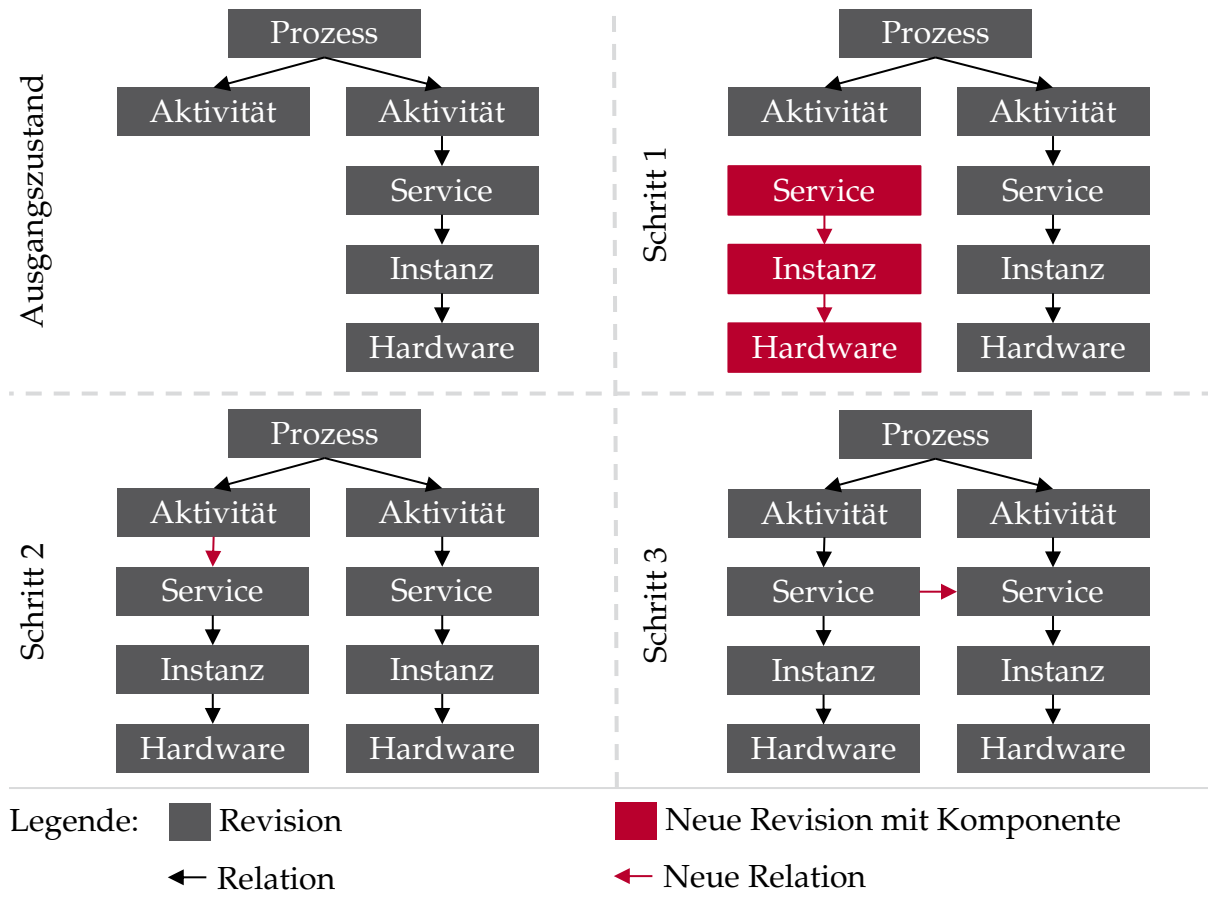 Ausgangszustand
Prozess
Aktivität
Aktivität
Service
Instanz
Hardware
Schritt 1
Prozess
Aktivität
Aktivität
Service
Service
Instanz
Instanz
Hardware
Hardware
Schritt 2
Prozess
Aktivität
Aktivität
Service
Service
Instanz
Instanz
Hardware
Hardware
Schritt 3
Prozess
Aktivität
Aktivität
Service
Service
Instanz
Instanz
Hardware
Hardware
Legende:
Revision
Neue Revision mit Komponente
Relation
Neue Relation